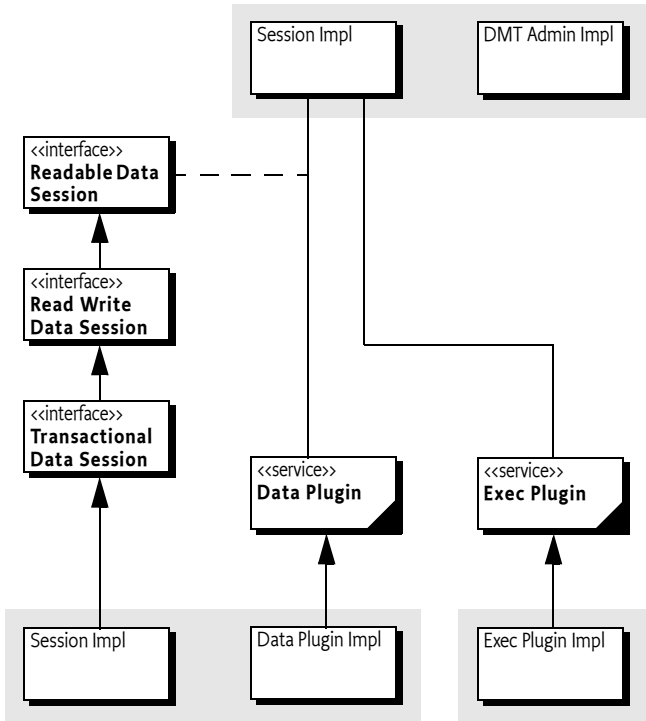 Session Impl
DMT Admin Impl
<<interface>>
Readable Data
Session
<<interface>>
Read Write
Data Session
<<interface>>
Transactional
Data Session
<<service>>
Data Plugin
<<service>>
Exec Plugin
Session Impl
Data Plugin Impl
Exec Plugin Impl